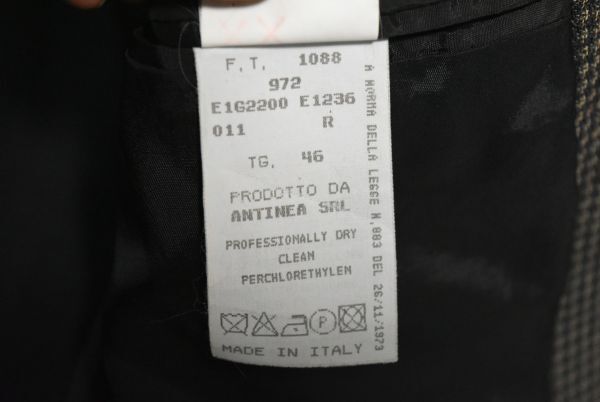 XX
F.T. 1088
972
E1G2200 E1236
011 R
TG. 46
PRODOTTO DA
ANTINEA SRL
PROFESSIONALLY DRY
CLEAN
PERCHLORETHYLEN
P
MADE IN ITALY
A NORMA DELLA LEGGE N.883 DEL 26/11/1973